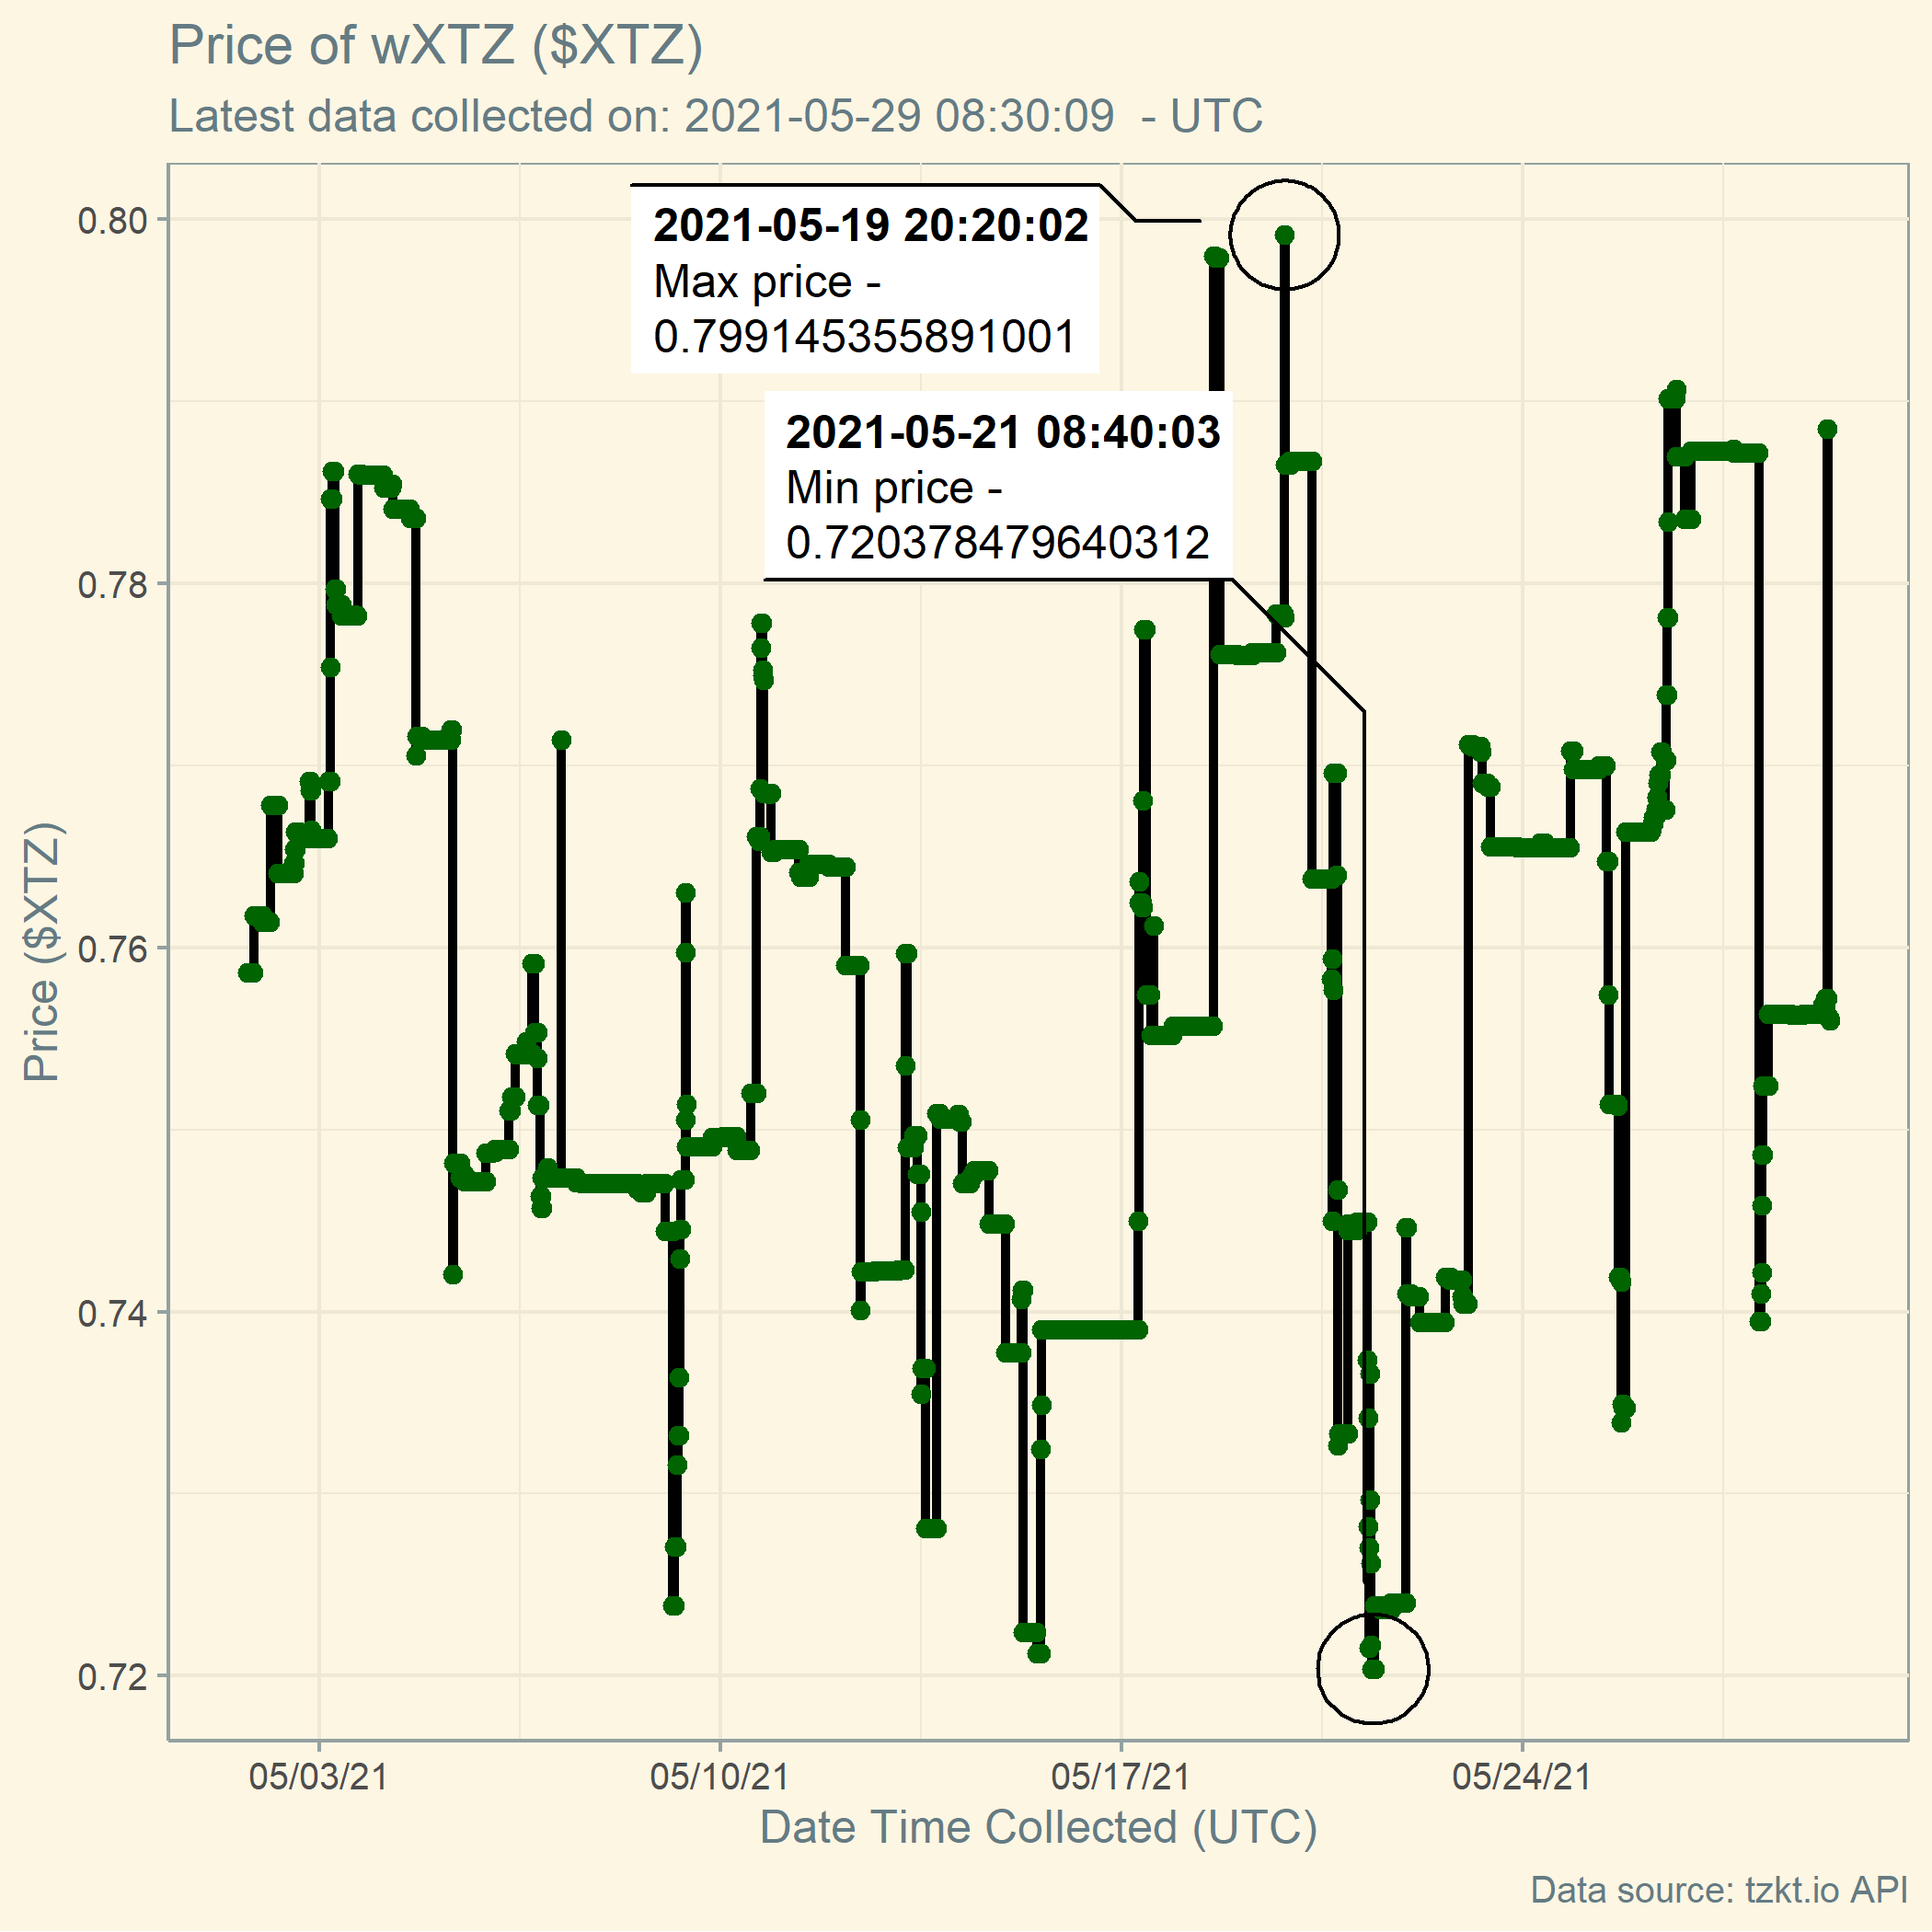 Price of wXTZ ($XTZ)
Latest data collected on: 2021-05-29 08:30:09  - UTC
2021-05-19 20:20:02
Max price -
0.799145355891001
2021-05-21 08:40:03
Min price -
0.720378479640312
Price ($XTZ)
0.80
0.78
0.76
0.74
0.72
05/03/21
05/10/21
05/17/21
05/24/21
Date Time Collected (UTC)
Data source: tzkt.io API